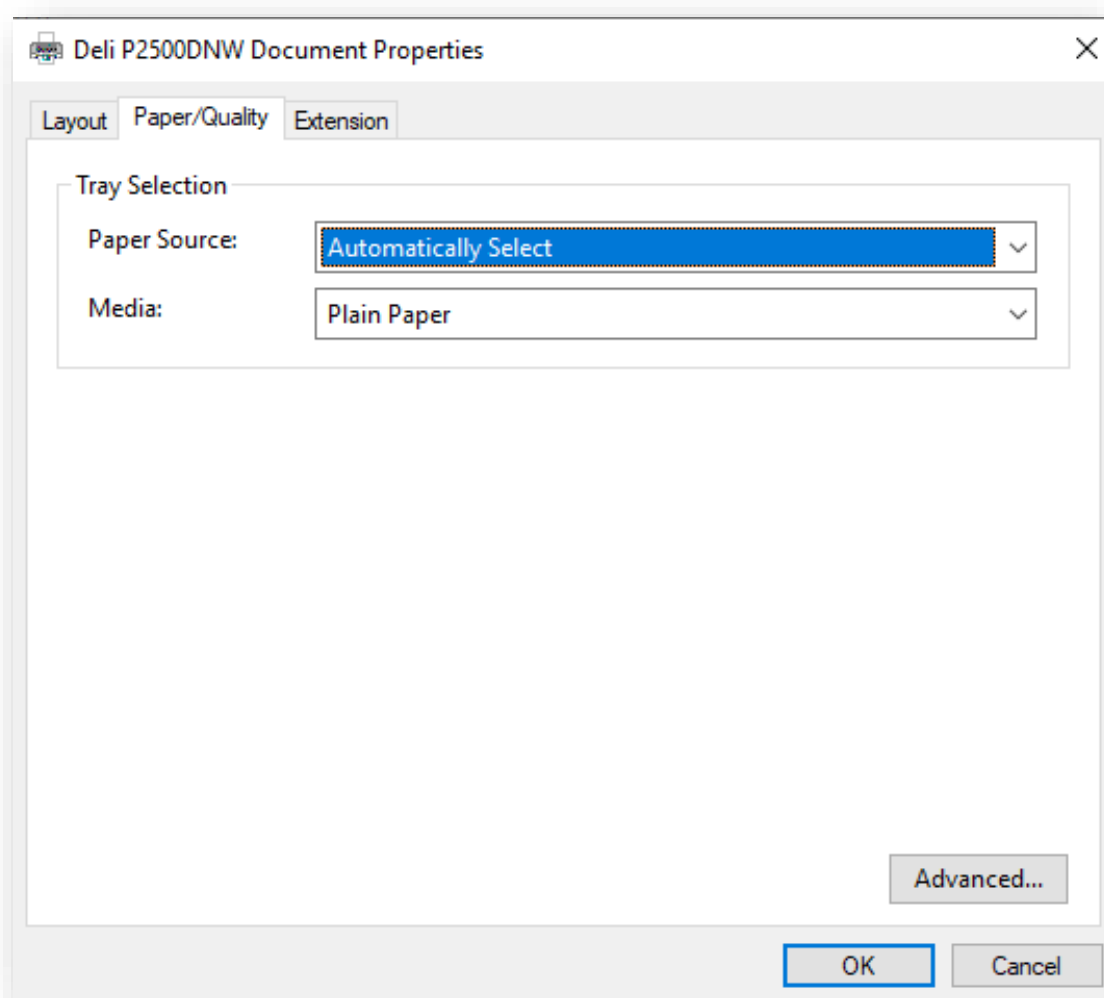 Deli P2500DNW Document Properties
Layout Paper/Quality Extension
Tray Selection
Paper Source: Automatically Select
Media: Plain Paper
Advanced...
OK Cancel